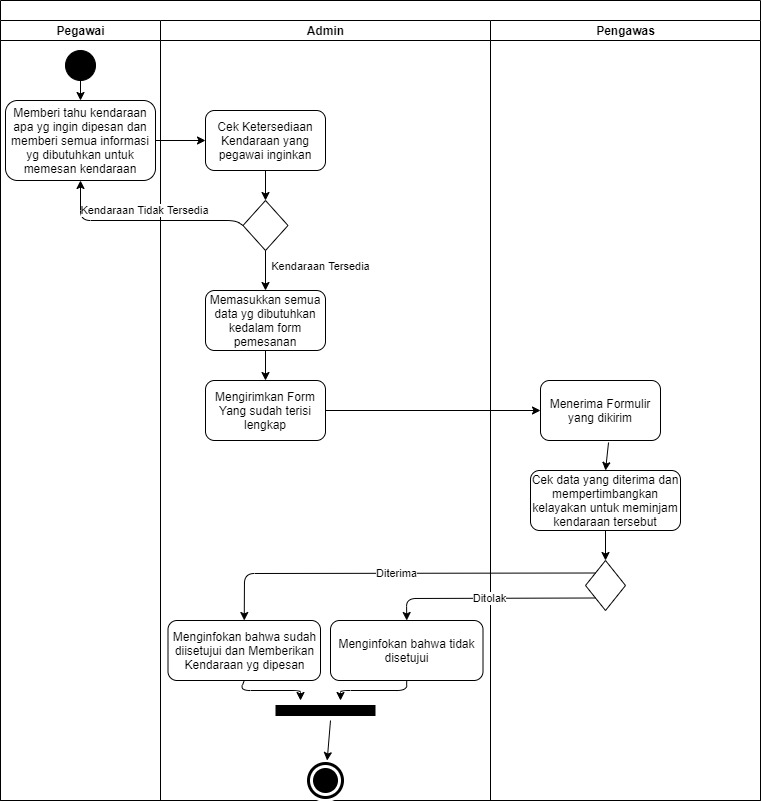 Pegawai
Admin
Pengawas
Memberi tahu kendaraan
apa yg ingin dipesan dan
memberi semua informasi
yg dibutuhkan untuk
memesan kendaraan
Cek Ketersediaan
Kendaraan yang
pegawai inginkan
Kendaraan Tidak Tersedia
Kendaraan Tersedia
Memasukkan semua
data yg dibutuhkan
kedalam form
pemesanan
Mengirimkan Form
Yang sudah terisi
lengkap
Menerima Formulir
yang dikirim
Cek data yang diterima dan
mempertimbangkan
kelayakan untuk meminjam
kendaraan tersebut
Diterima
Ditolak
Menginfokan bahwa sudah
diisetujui dan Memberikan
Kendaraan yg dipesan
Menginfokan bahwa tidak
disetujui